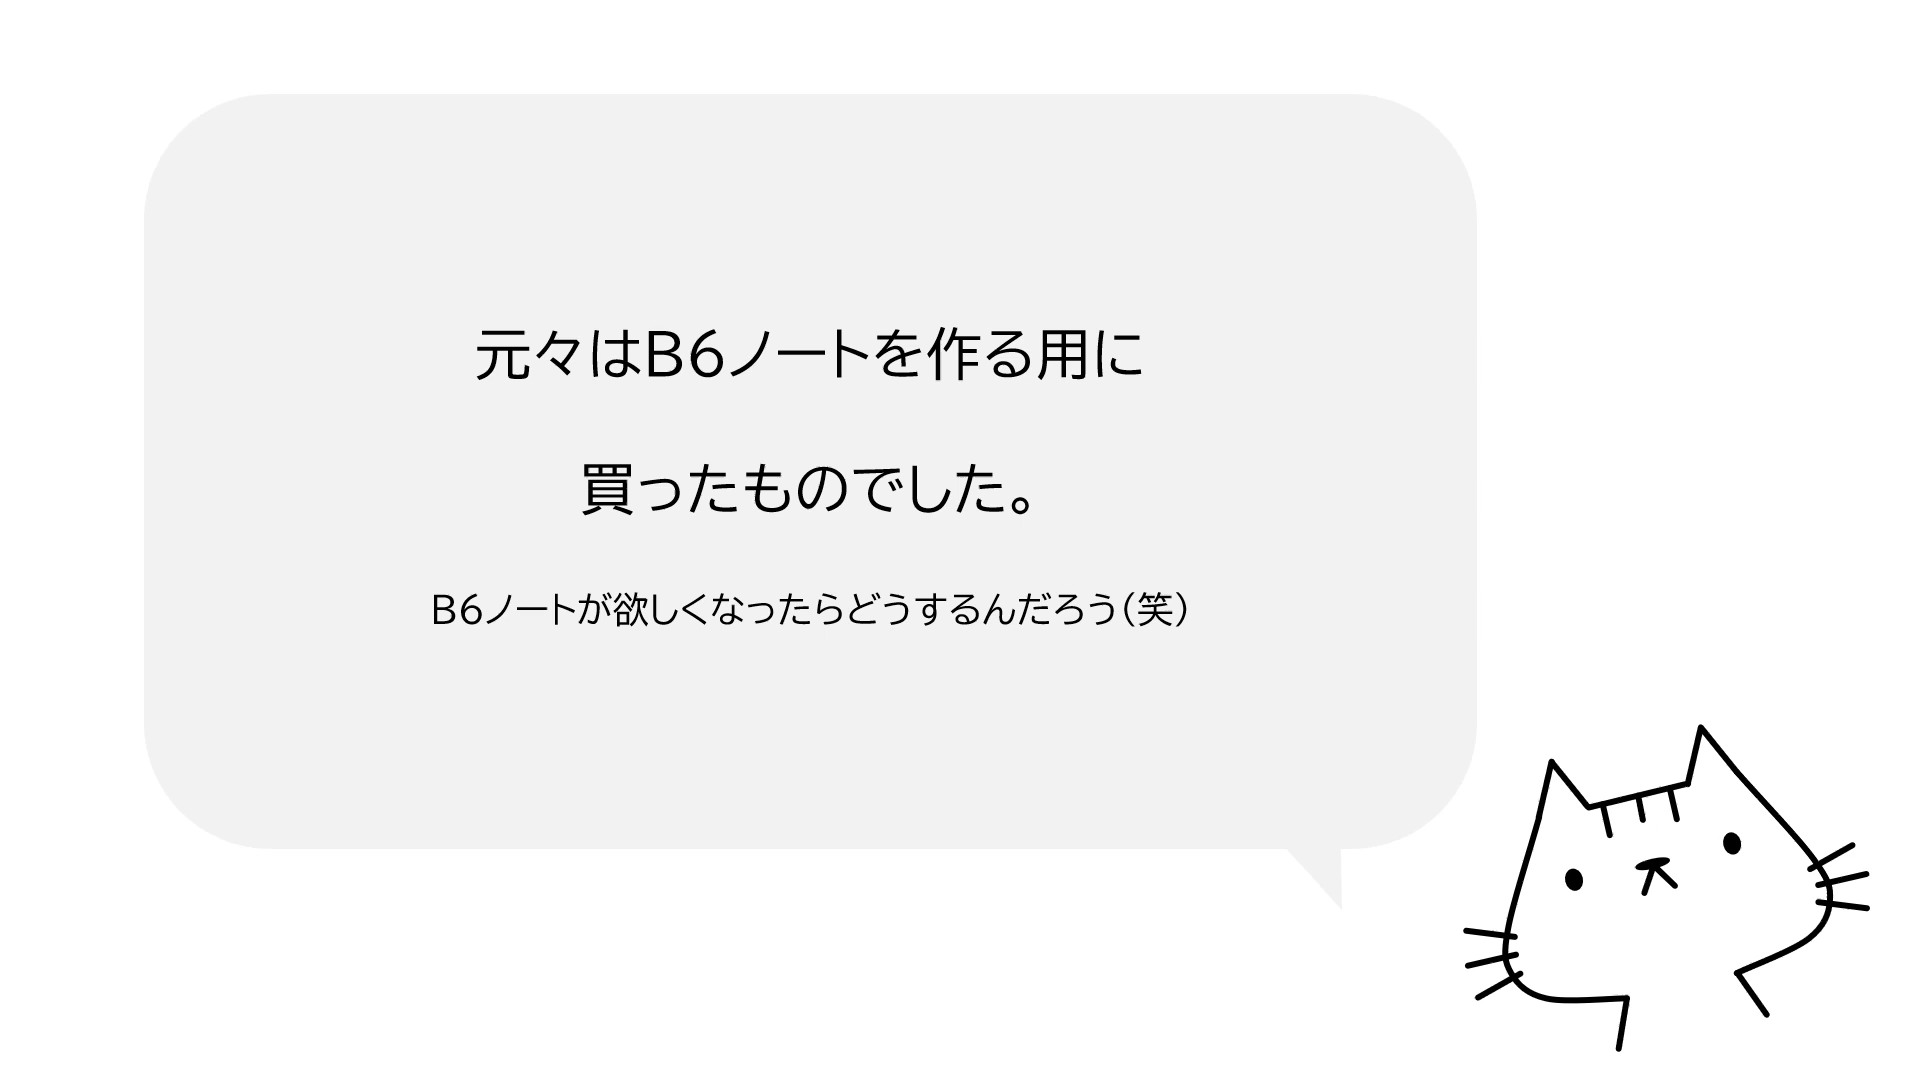 元々はB6ノートを作る用に
買ったものでした。
B6ノートが欲しくなったらどうするんだろう（笑）